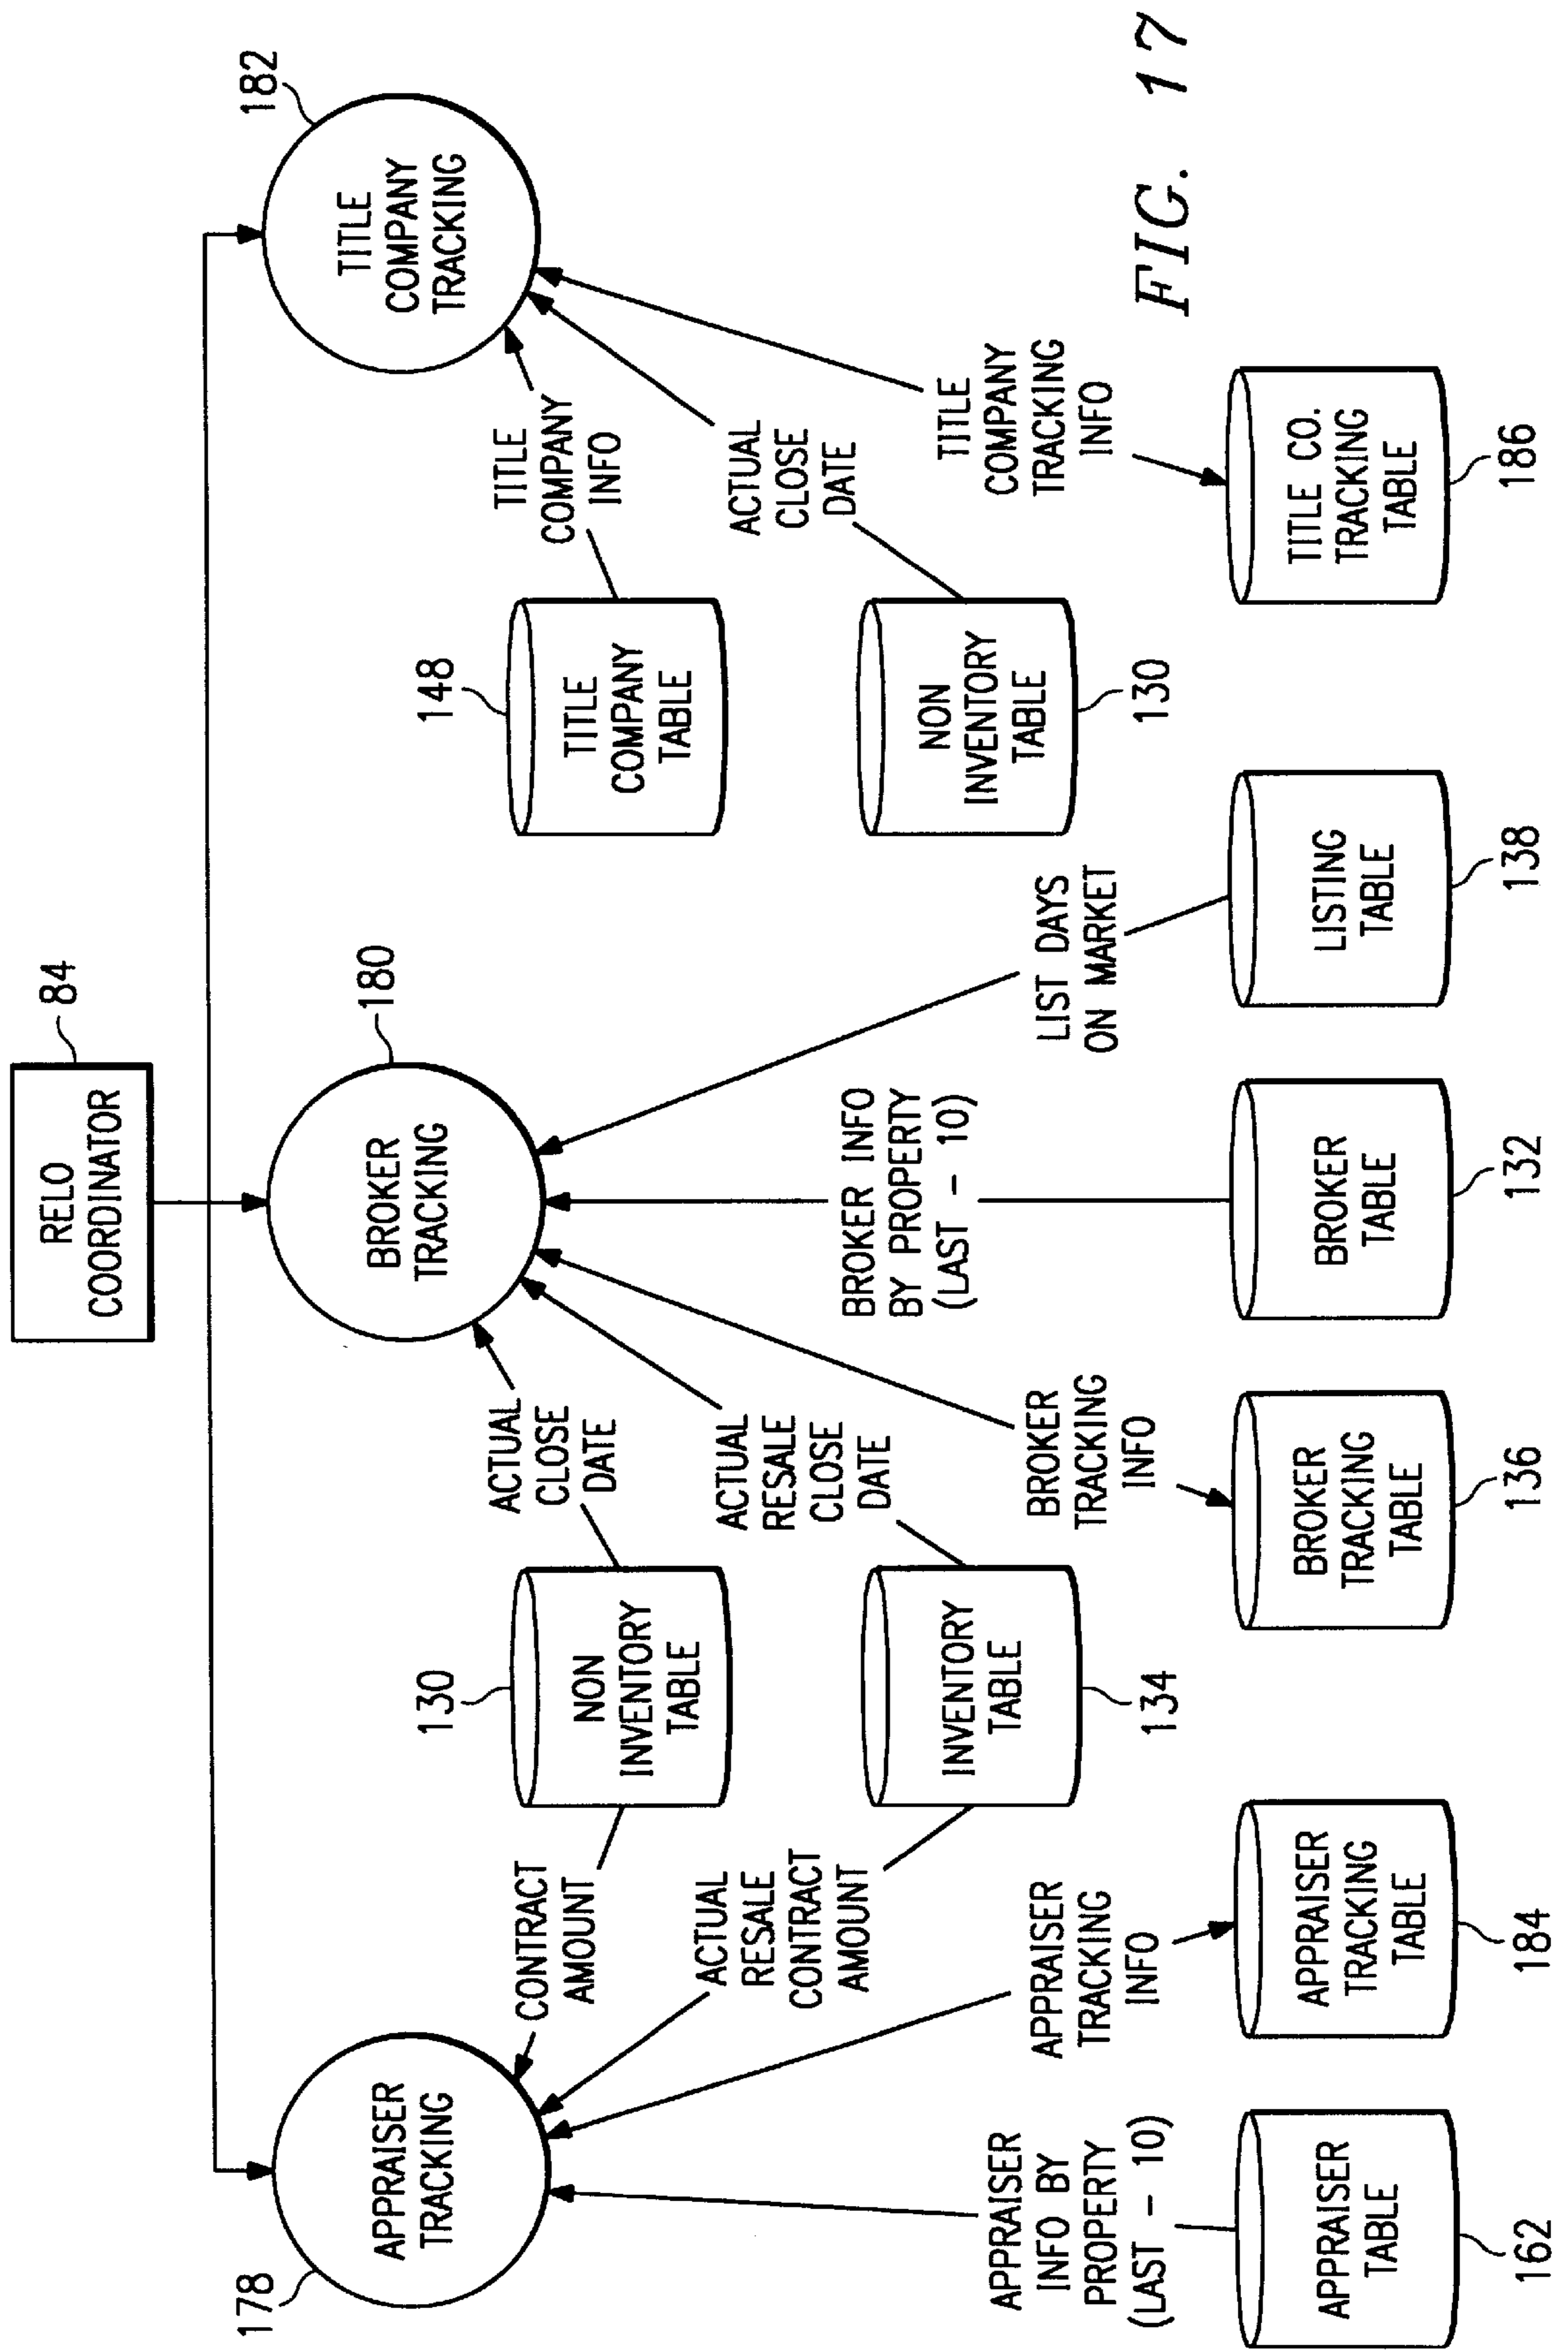 RELO
COORDINATOR
84
178
APPRAISER
TRACKING
180
BROKER
TRACKING
182
TITLE
COMPANY
TRACKING
CONTRACT
AMOUNT
130
NON
INVENTORY
TABLE
ACTUAL
CLOSE
DATE
148
TITLE
COMPANY
TABLE
TITLE
COMPANY
INFO
ACTUAL
RESALE
CONTRACT
AMOUNT
INVENTORY
TABLE
134
ACTUAL
RESALE
CLOSE
DATE
NON
INVENTORY
TABLE
130
ACTUAL
CLOSE
DATE
APPRAISER
INFO BY
PROPERTY
(LAST - 10)
APPRAISER
TRACKING
INFO
BROKER
TRACKING
INFO
BROKER INFO
BY PROPERTY
(LAST - 10)
LIST DAYS
ON MARKET
TITLE
COMPANY
TRACKING
INFO
APPRAISER
TABLE
162
APPRAISER
TRACKING
TABLE
184
BROKER
TRACKING
TABLE
136
BROKER
TABLE
132
LISTING
TABLE
138
TITLE CO.
TRACKING
TABLE
186
FIG. 17